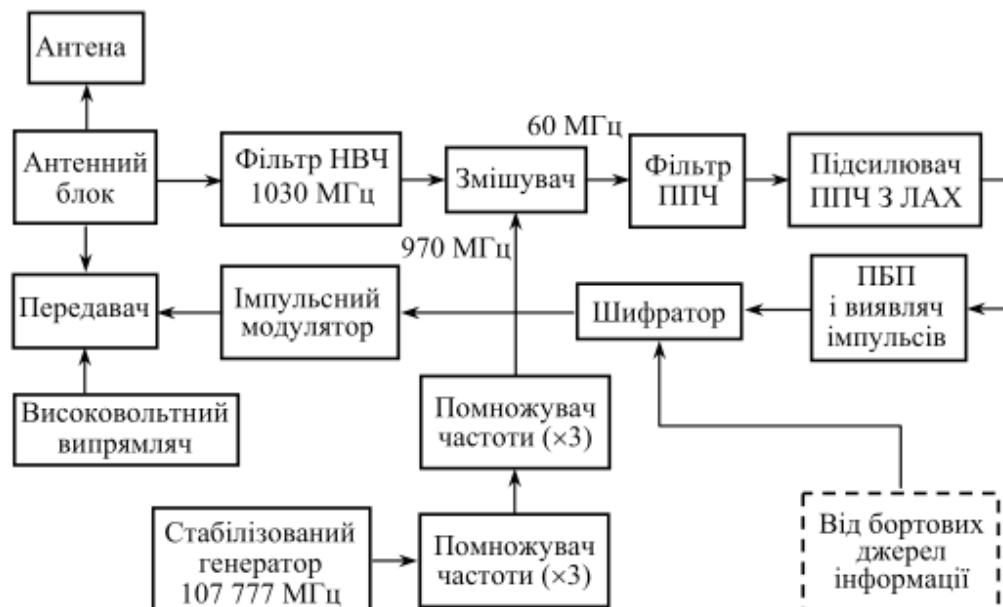 Антена
60 МГц
Антенний
блок
Фільтр НВЧ
1030 МГц
Змішувач
Фільтр
ППЧ
Підсилювач
ППЧ З ЛАХ
970 МГц
Передавач
Імпульсний
модулятор
Шифратор
ПБП
і виявляч
імпульсів
Високовольтний
випрямляч
Помножувач
частоти (×3)
Стабілізований
генератор
107 777 МГц
Помножувач
частоти (×3)
Від бортових
джерел
інформації